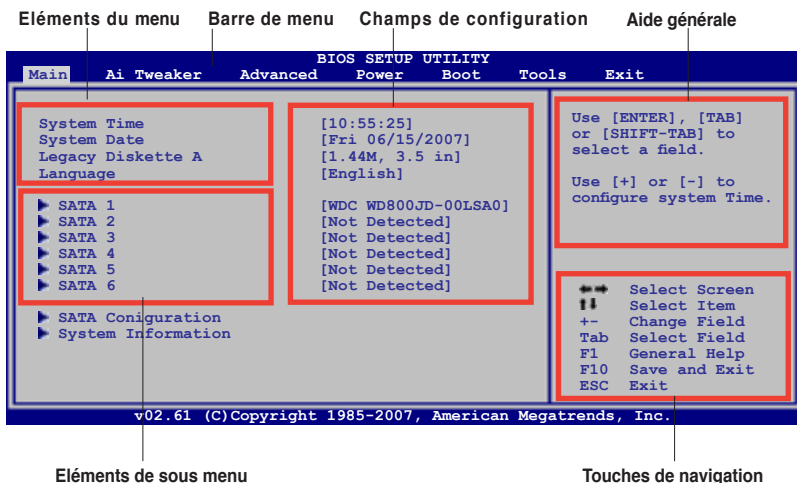 Eléments du menu Barre de menu Champs de configuration Aide générale
BIOS SETUP UTILITY
Main Ai Tweaker Advanced Power Boot Tools Exit
System Time [10:55:25]
System Date [Fri 06/15/2007]
Legacy Diskette A [1.44M, 3.5 in]
Language [English]
SATA 1 [WDC WD800JD-00LSA0]
SATA 2 [Not Detected]
SATA 3 [Not Detected]
SATA 4 [Not Detected]
SATA 5 [Not Detected]
SATA 6 [Not Detected]
SATA Coniguration
System Information
Use [ENTER], [TAB]
or [SHIFT-TAB] to
select a field.
Use [+] or [-] to
configure system Time.
Select Screen
Select Item
+- Change Field
Tab Select Field
F1 General Help
F10 Save and Exit
ESC Exit
v02.61 (C)Copyright 1985-2007, American Megatrends, Inc.
Eléments de sous menu Touches de navigation